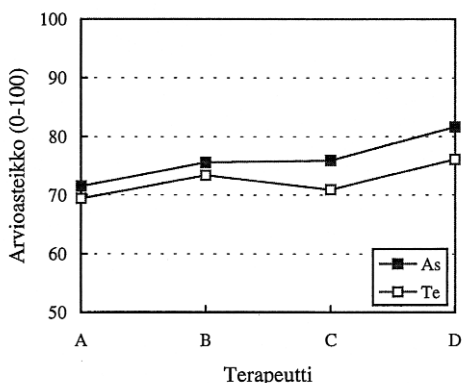 Arvioasteikko (0-100)
100
90
80
70
60
50
As
Te
A B C D
Terapeutti